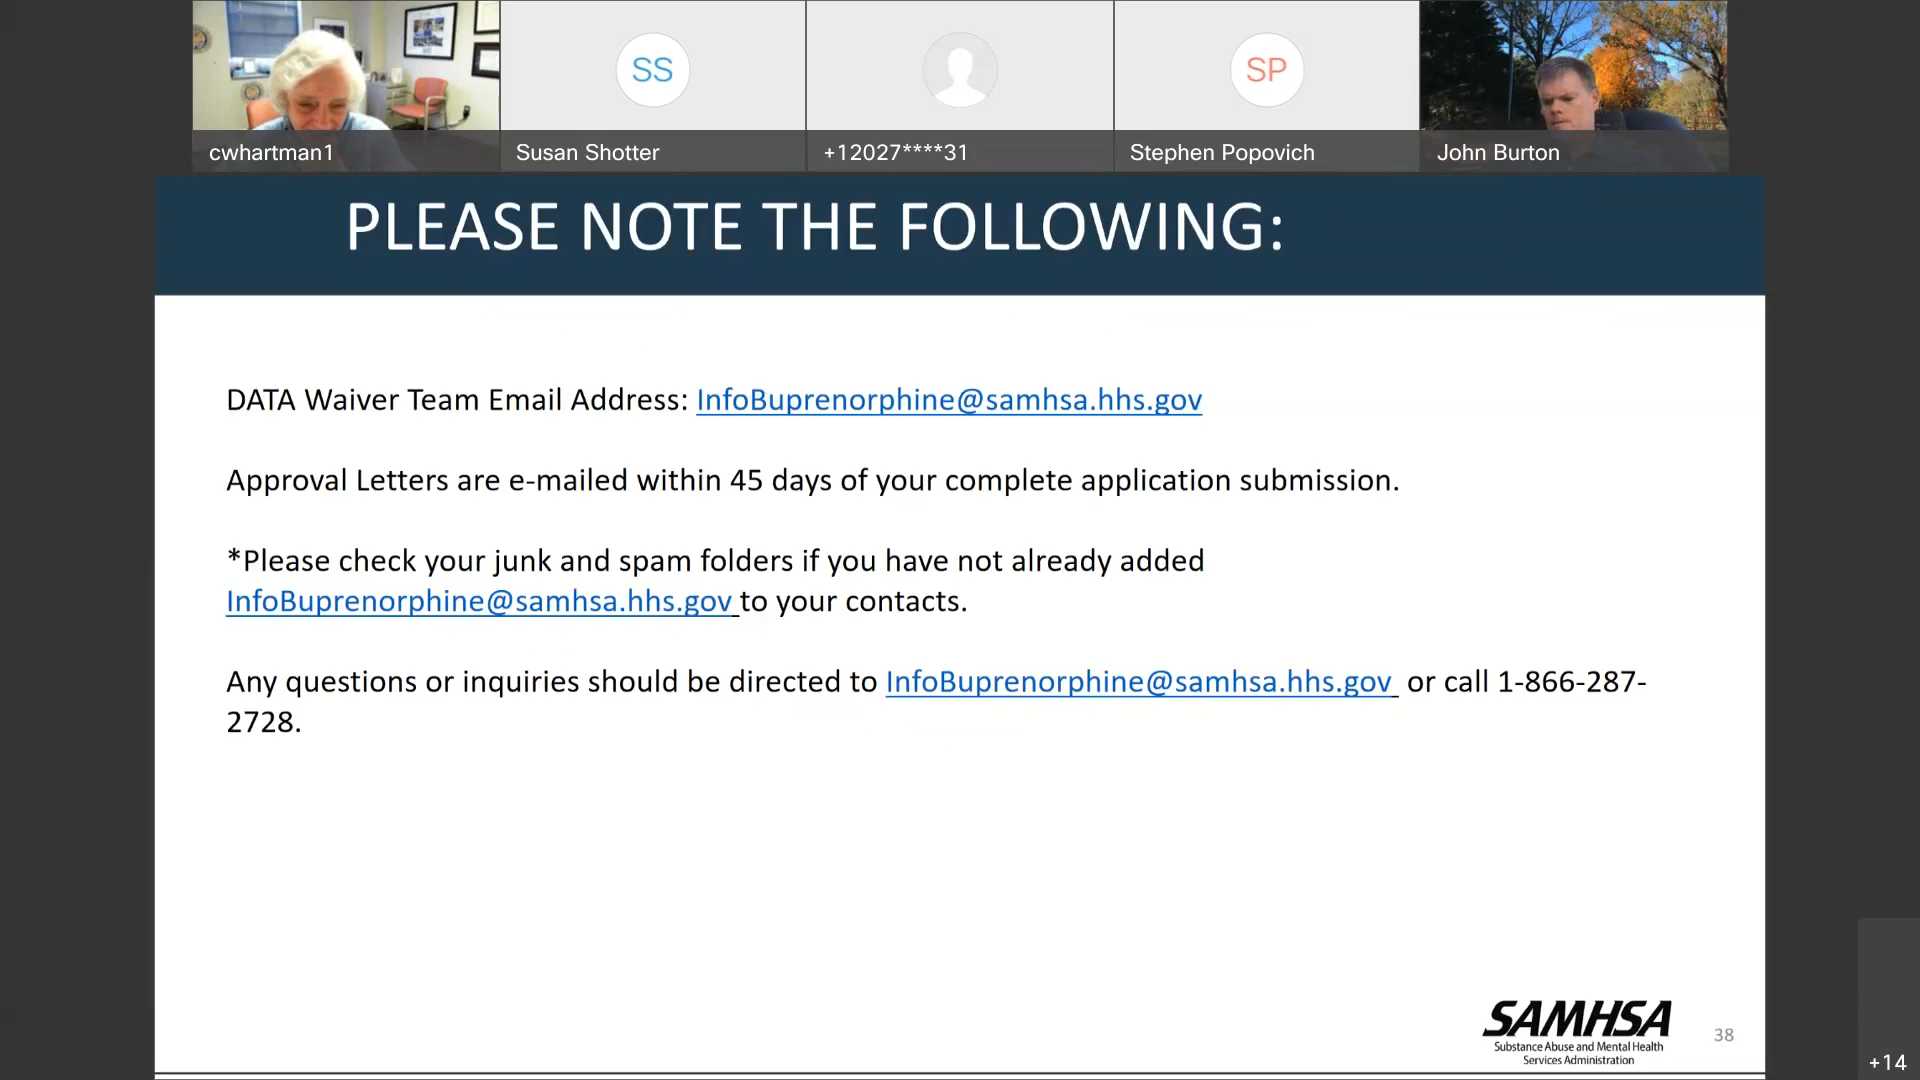 SS
SP
cwhartman1
Susan Shotter
+12027****31
Stephen Popovich
John Burton
PLEASE NOTE THE FOLLOWING:
DATA Waiver Team Email Address: InfoBuprenorphine@samhsa.hhs.gov
Approval Letters are e-mailed within 45 days of your complete application submission.
*Please check your junk and spam folders if you have not already added
InfoBuprenorphine@samhsa.hhs.gov to your contacts.
Any questions or inquiries should be directed to InfoBuprenorphine@samhsa.hhs.gov or call 1-866-287-
2728.
SAMHSA
Substance Abuse and Mental Health
Services Administration
38
+14